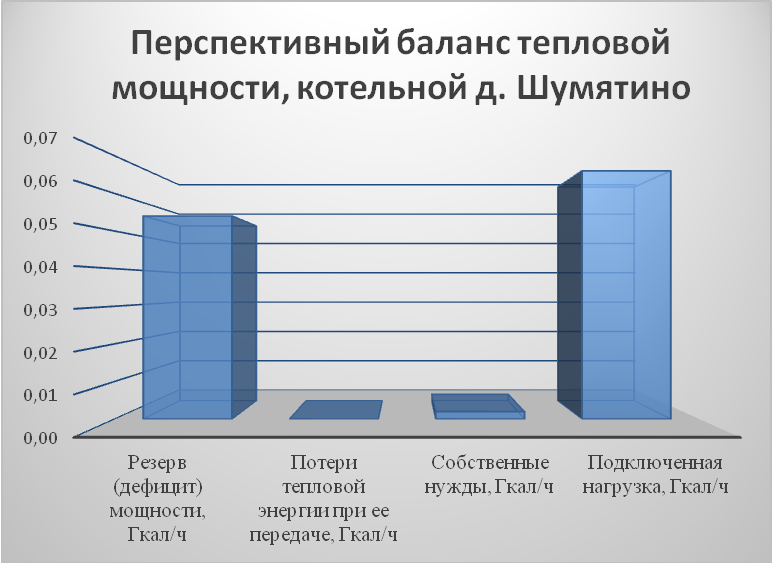 Перспективный баланс тепловой
мощности, котельной д. Шумятино
0,07
0,06
0,05
0,04
0,03
0,02
0,01
0,00
Резерв
(дефицит)
мощности,
Гкал/ч
Потери
тепловой
энергии при ее
передаче, Гкал/ч
Собственные
нужды, Гкал/ч
Подключенная
нагрузка, Гкал/ч